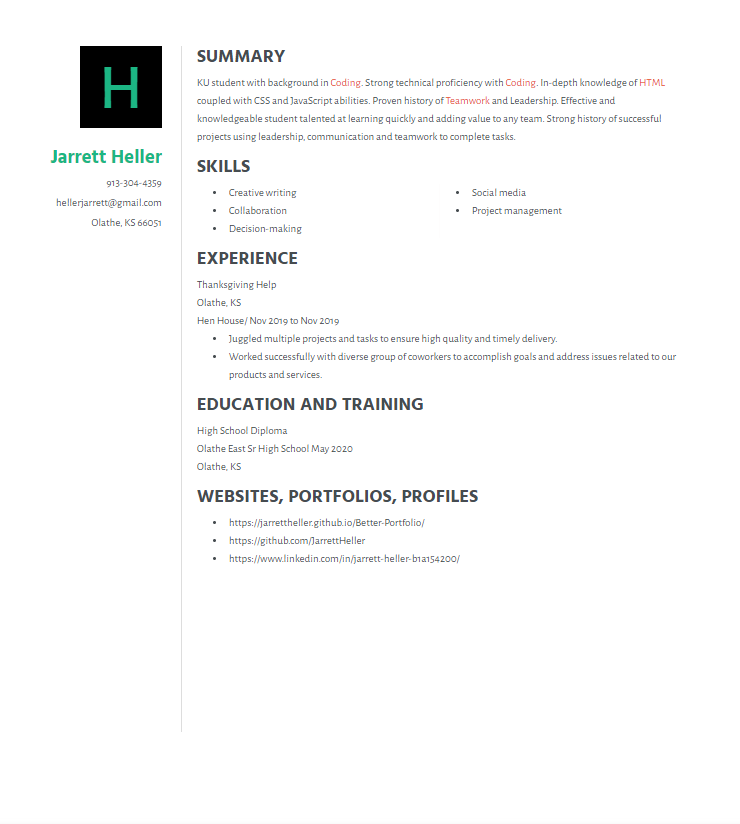 H
Jarrett Heller
913-304-4359
hellerjarrett@gmail.com
Olathe, KS 66051
SUMMARY
KU student with background in Coding. Strong technical proficiency with Coding. In-depth knowledge of HTML
coupled with CSS and JavaScript abilities. Proven history of Teamwork and Leadership. Effective and
knowledgeable student talented at learning quickly and adding value to any team. Strong history of successful
projects using leadership, communication and teamwork to complete tasks.
SKILLS
• Creative writing
• Collaboration
• Decision-making
• Social media
• Project management
EXPERIENCE
Thanksgiving Help
Olathe, KS
Hen House/ Nov 2019 to Nov 2019
• Juggled multiple projects and tasks to ensure high quality and timely delivery.
• Worked successfully with diverse group of coworkers to accomplish goals and address issues related to our
products and services.
EDUCATION AND TRAINING
High School Diploma
Olathe East Sr High School May 2020
Olathe, KS
WEBSITES, PORTFOLIOS, PROFILES
• https://jarrettheller.github.io/Better-Portfolio/
• https://github.com/JarrettHeller
• https://www.linkedin.com/in/jarrett-heller-b1a154200/